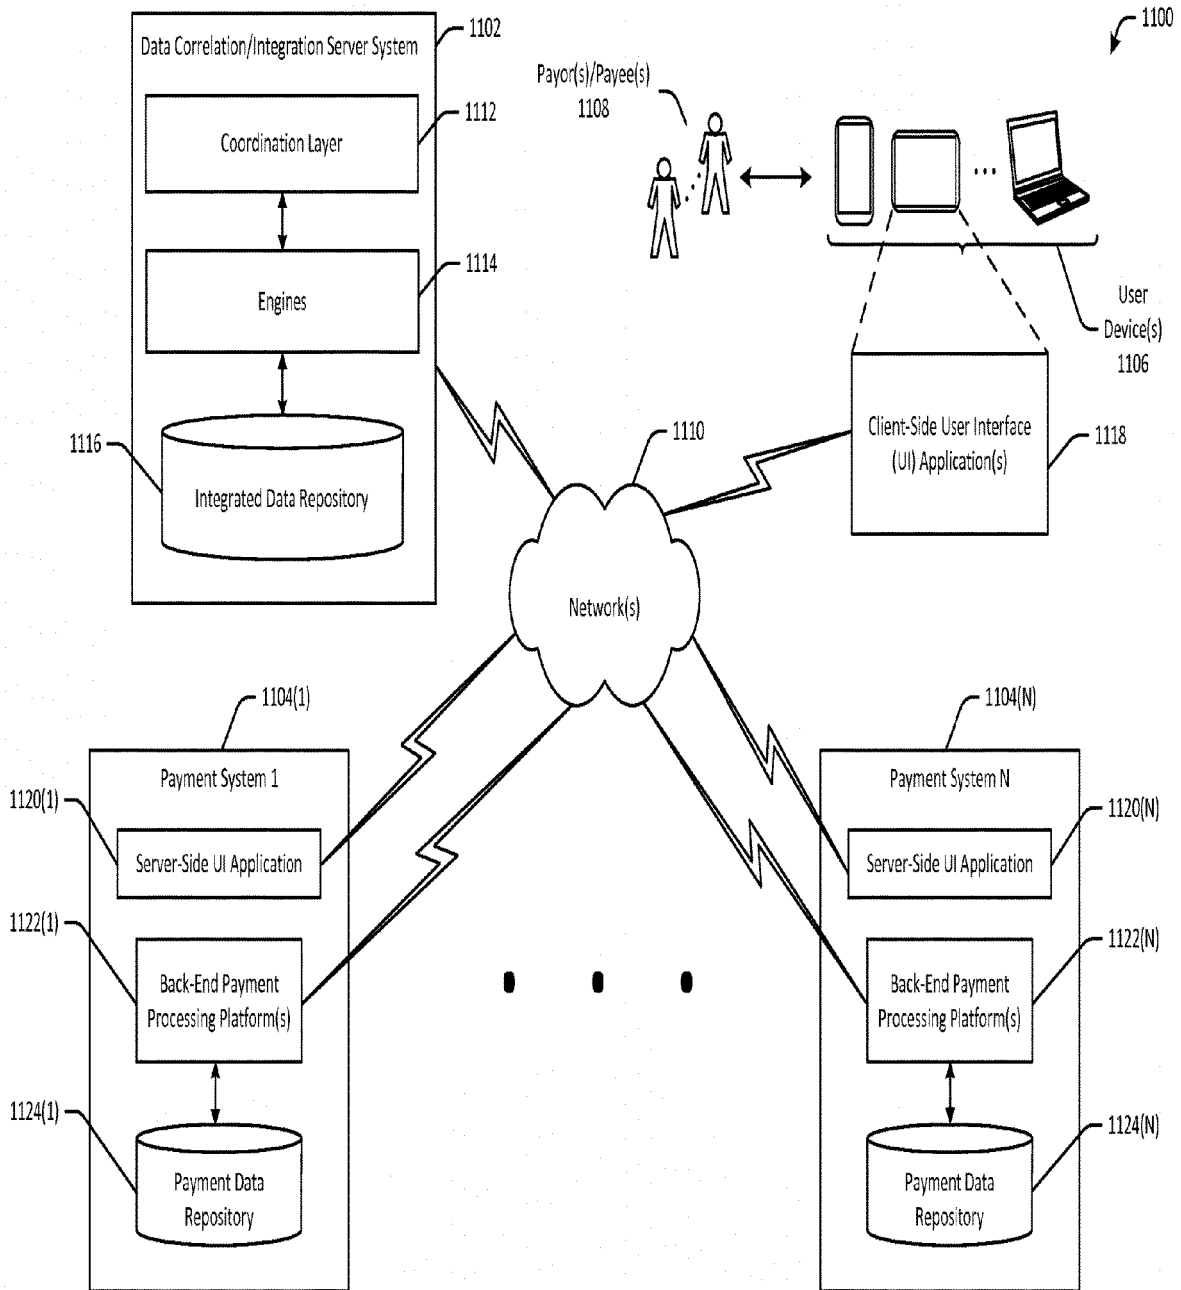 1100
Data Correlation/Integration Server System
1102
Coordination Layer
1112
Engines
1114
1116
Integrated Data Repository
Payor(s)/Payee(s)
1108
User
Device(s)
1106
Client-Side User Interface
(UI) Application(s)
1118
1110
Network(s)
1104(1)
Payment System 1
1120(1)
Server-Side UI Application
1122(1)
Back-End Payment
Processing Platform(s)
1124(1)
Payment Data
Repository
1104(N)
Payment System N
1120(N)
Server-Side UI Application
1122(N)
Back-End Payment
Processing Platform(s)
1124(N)
Payment Data
Repository